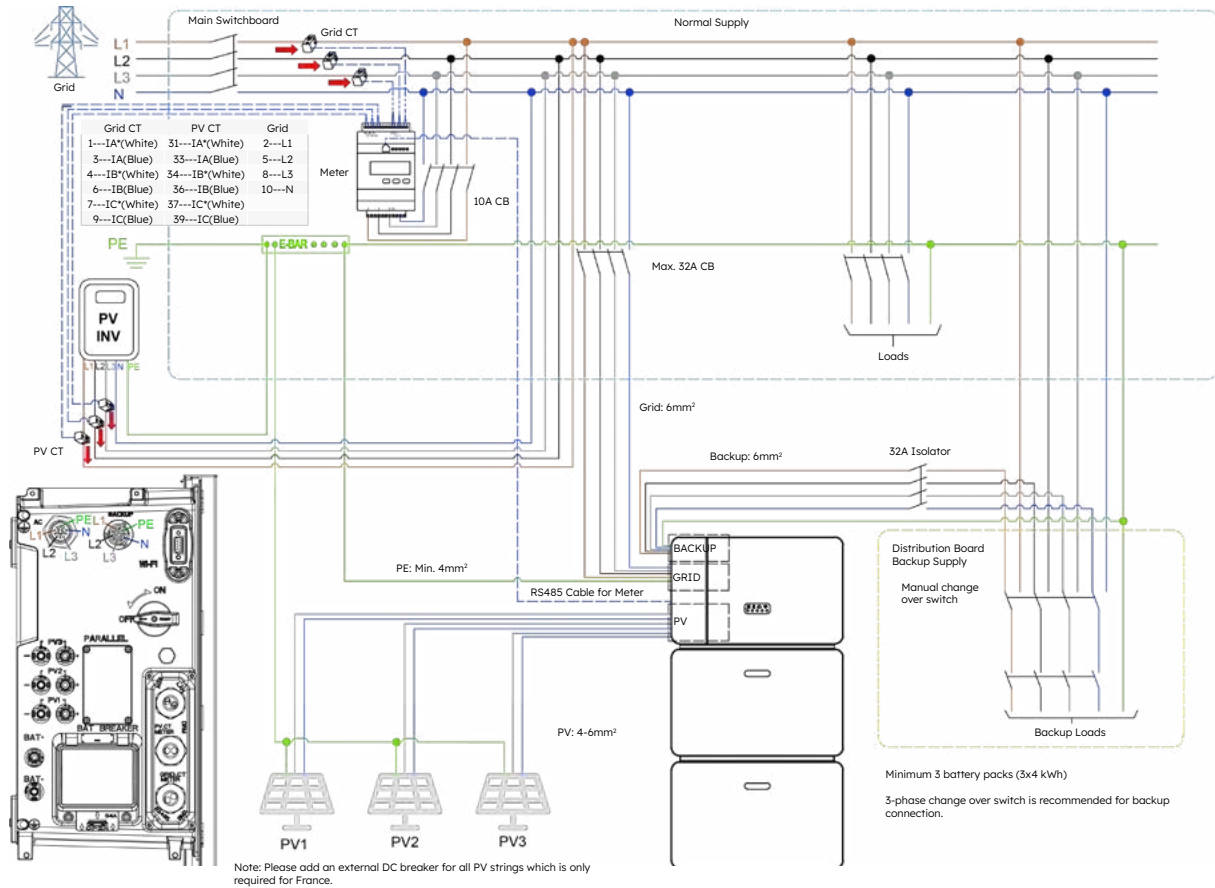 Main Switchboard
Normal Supply
Grid CT
L1
L2
L3
N
Grid
Grid CT PV CT Grid
1---IA*(White) 31---IA*(White) 2---L1
3---IA(Blue) 33---IA(Blue) 5---L2
4---IB*(White) 34---IB*(White) 8---L3
6---IB(Blue) 36---IB(Blue) 10---N
7---IC*(White) 37---IC*(White)
9---IC(Blue) 39---IC(Blue)
Meter
10A CB
PE
E-BAR
Max. 32A CB
PV
INV
L1 L2 L3 N PE
Loads
Grid: 6mm²
PV CT
Backup: 6mm²
32A Isolator
AC
BACKUP
L1 PE N
L2 L3
L1 PE
L2 N
L3
WI-FI
ON
OFF
PV3
PARALLEL
PV2
PV1
BAT BREAKER
BAT-
BAT-
PV.CT
METER
GRID.CT
METER
PE: Min. 4mm²
RS485 Cable for Meter
BACKUP
GRID
PV
Distribution Board
Backup Supply
Manual change
over switch
Backup Loads
PV: 4-6mm²
PV1
PV2
PV3
Minimum 3 battery packs (3x4 kWh)
3-phase change over switch is recommended for backup
connection.
Note: Please add an external DC breaker for all PV strings which is only
required for France.